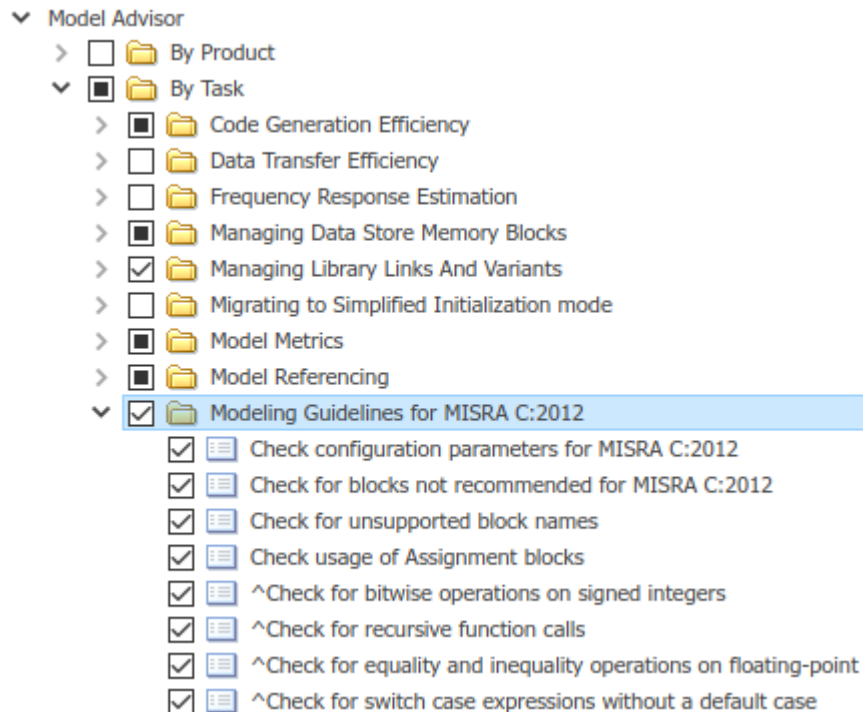 Model Advisor
By Product
By Task
Code Generation Efficiency
Data Transfer Efficiency
Frequency Response Estimation
Managing Data Store Memory Blocks
Managing Library Links And Variants
Migrating to Simplified Initialization mode
Model Metrics
Model Referencing
Modeling Guidelines for MISRA C:2012
Check configuration parameters for MISRA C:2012
Check for blocks not recommended for MISRA C:2012
Check for unsupported block names
Check usage of Assignment blocks
^Check for bitwise operations on signed integers
^Check for recursive function calls
^Check for equality and inequality operations on floating-point
^Check for switch case expressions without a default case